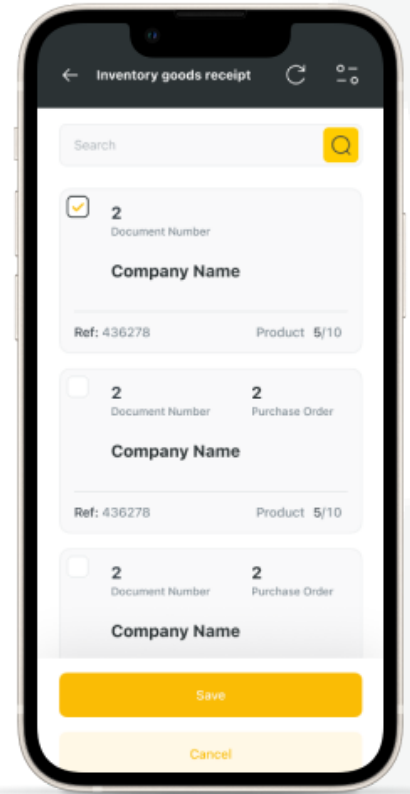 Inventory goods receipt
Search
2
Document Number
Company Name
Ref: 436278 Product 5/10
2 2
Document Number Purchase Order
Company Name
Ref: 436278 Product 5/10
2 2
Document Number Purchase Order
Company Name
Save
Cancel